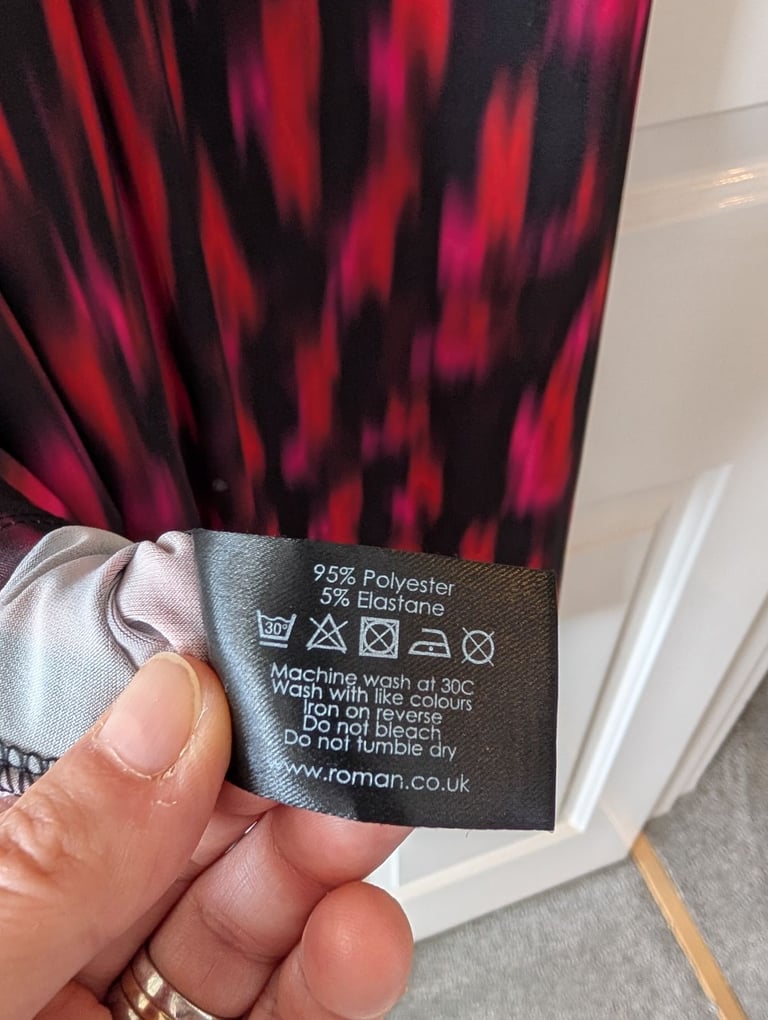 95% Polyester
5% Elastane
30°
Machine wash at 30C
Wash with like colours
Iron on reverse
Do not bleach
Do not tumble dry
www.roman.co.uk